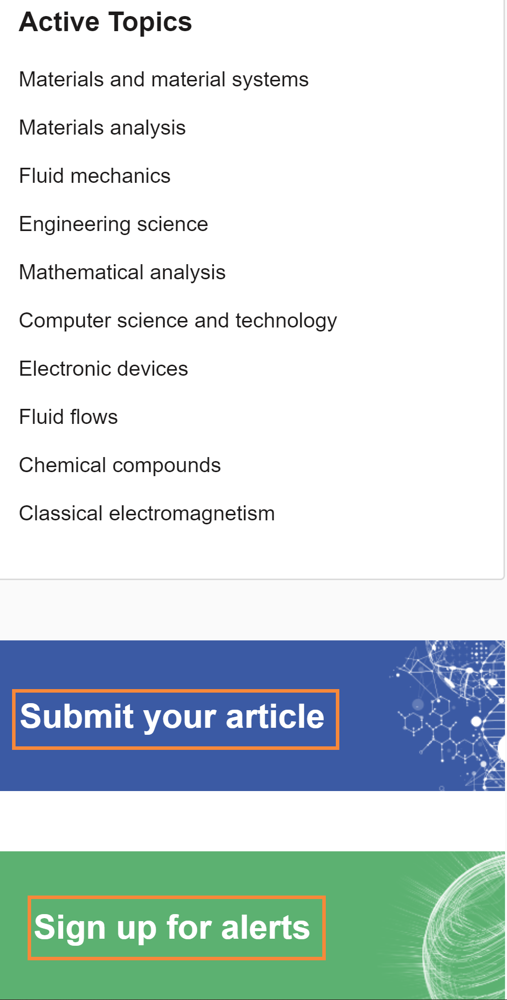 Active Topics
Materials and material systems
Materials analysis
Fluid mechanics
Engineering science
Mathematical analysis
Computer science and technology
Electronic devices
Fluid flows
Chemical compounds
Classical electromagnetism
Submit your article
Sign up for alerts